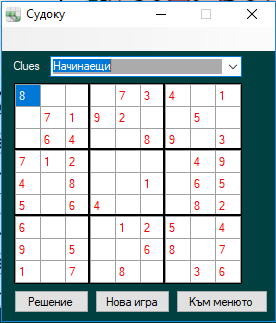 Судоку
Clues Начинаещи
8 7 3 4 1
7 1 9 2 5
6 4 8 9 3
7 1 2 4 9
4 8 1 6 5
5 6 4 8 2
6 1 2 5 4
9 5 6 8 7
1 7 8 3 6
Решение Нова игра Към менюто